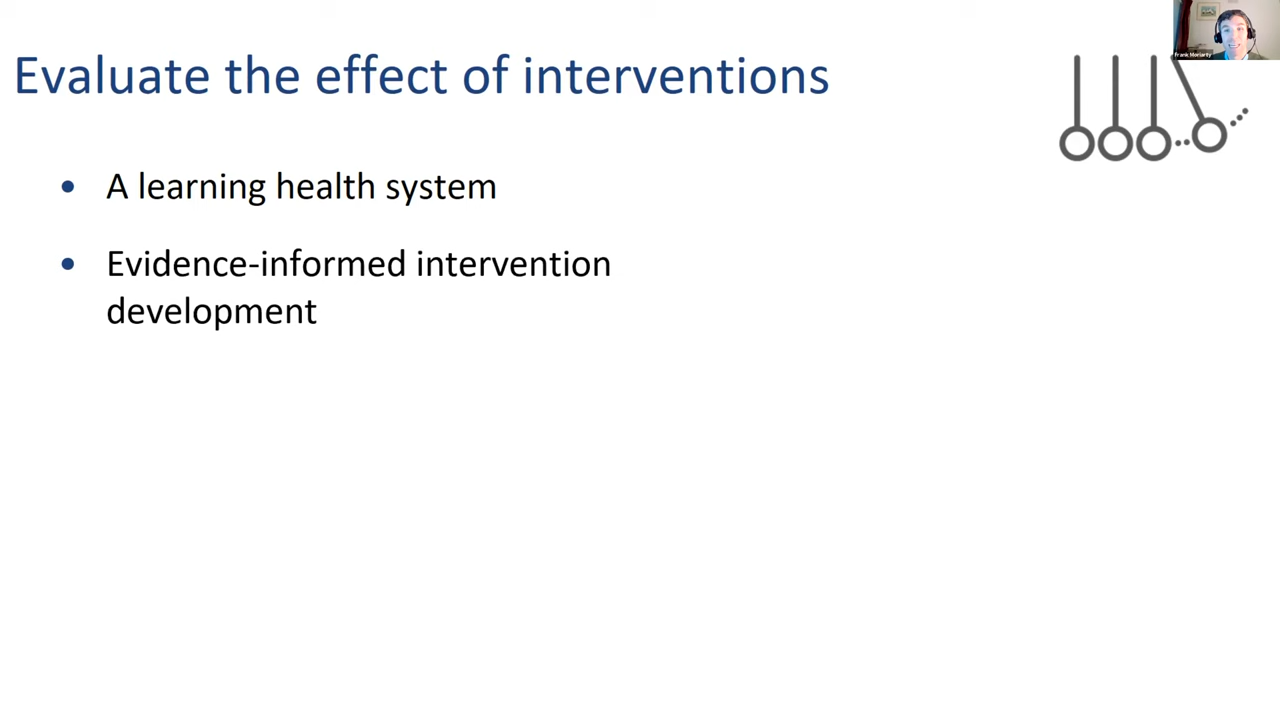 Evaluate the effect of interventions
Frank Moriarty
• A learning health system
• Evidence-informed intervention
development